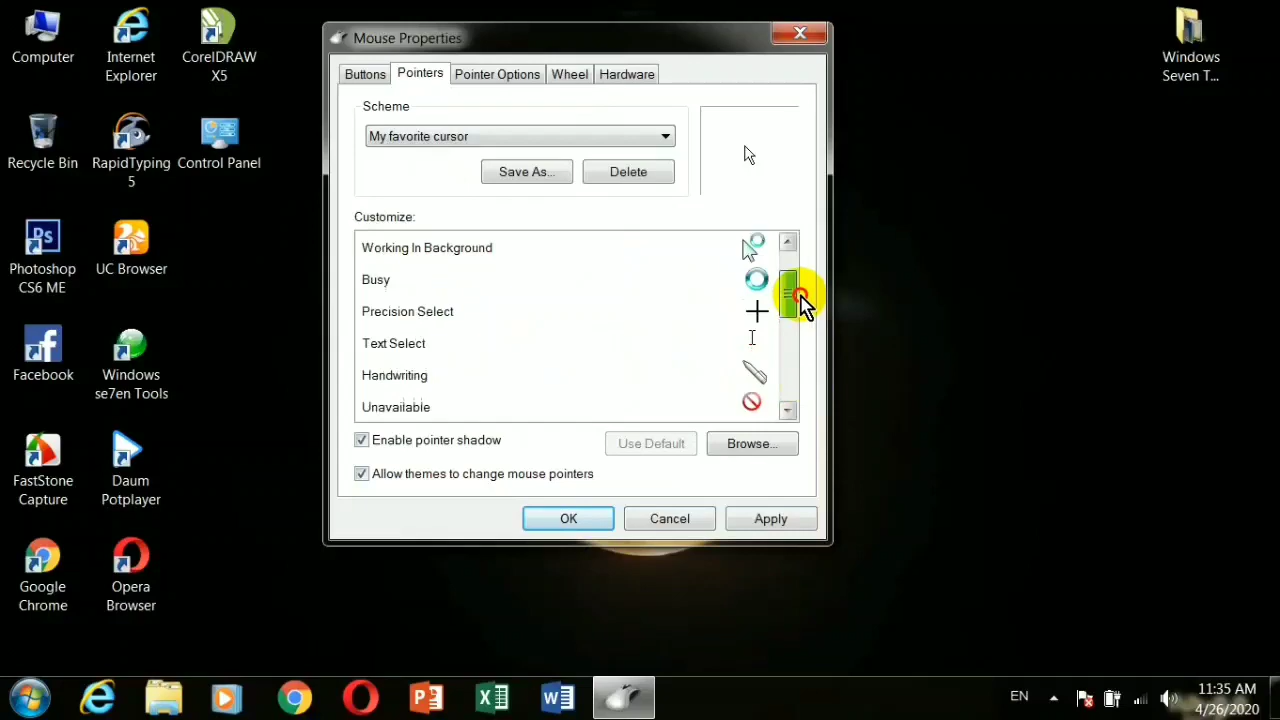 Computer
Internet
Explorer
CorelDRAW
X5
Recycle Bin
RapidTyping
5
Control Panel
Photoshop
CS6 ME
UC Browser
Facebook
Windows
se7en Tools
FastStone
Capture
Daum
Potplayer
Google
Chrome
Opera
Browser
Windows
Seven T...
Mouse Properties
Buttons
Pointers
Pointer Options
Wheel
Hardware
Scheme
My favorite cursor
Save As...
Delete
Customize:
Working In Background
Busy
Precision Select
Text Select
Handwriting
Unavailable
Enable pointer shadow
Use Default
Browse...
Allow themes to change mouse pointers
OK
Cancel
Apply
EN
11:35 AM
4/26/2020